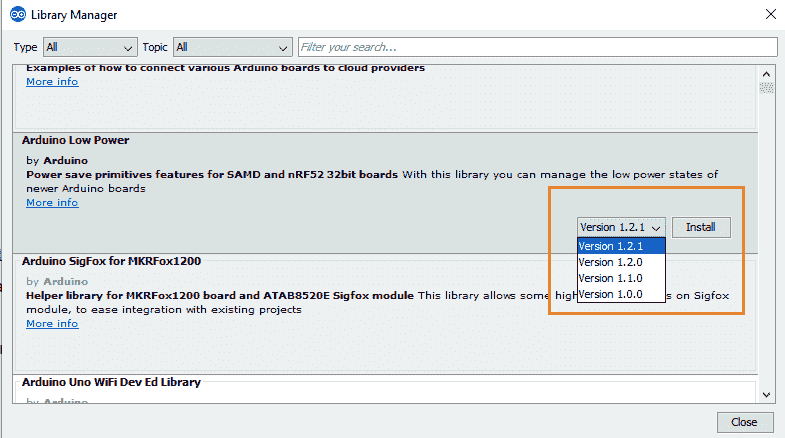 Library Manager
Type All Topic All Filter your search...
Examples of how to connect various Arduino boards to cloud providers
More info
Arduino Low Power
by Arduino
Power save primitives features for SAMD and nRF52 32bit boards With this library you can manage the low power states of
newer Arduino boards
More info
Version 1.2.1 Install
Version 1.2.1
Version 1.2.0
Version 1.1.0
Version 1.0.0
Arduino SigFox for MKRFox1200
by Arduino
Helper library for MKRFox1200 board and ATAB8520E Sigfox module This library allows some high s on Sigfox
module, to ease integration with existing projects
More info
Arduino Uno WiFi Dev Ed Library
by Arduino
Close